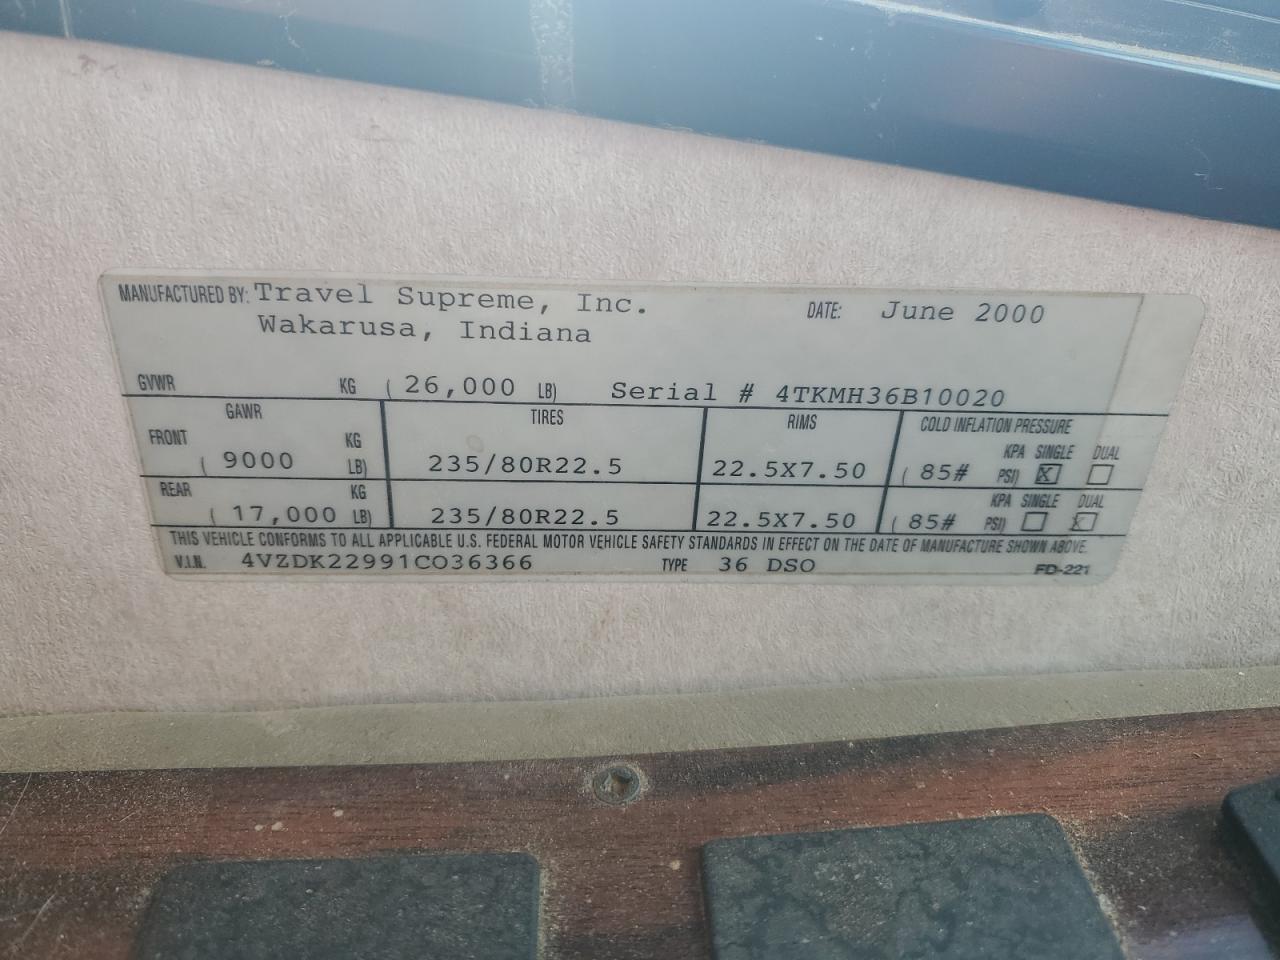 MANUFACTURED BY: Travel Supreme, Inc. DATE: June 2000
Wakarusa, Indiana
GVWR KG ( 26,000 LB) Serial # 4TKMH36B10020
GAWR TIRES RIMS COLD INFLATION PRESSURE
FRONT KG KPA SINGLE DUAL
( 9000 LB) 235/80R22.5 22.5X7.50 ( 85# PSI) X
REAR KG KPA SINGLE DUAL
( 17,000 LB) 235/80R22.5 22.5X7.50 ( 85# PSI) X
THIS VEHICLE CONFORMS TO ALL APPLICABLE U.S. FEDERAL MOTOR VEHICLE SAFETY STANDARDS IN EFFECT ON THE DATE OF MANUFACTURE SHOWN ABOVE.
V.I.N. 4VZDK22991CO36366 TYPE 36 DSO FD-221